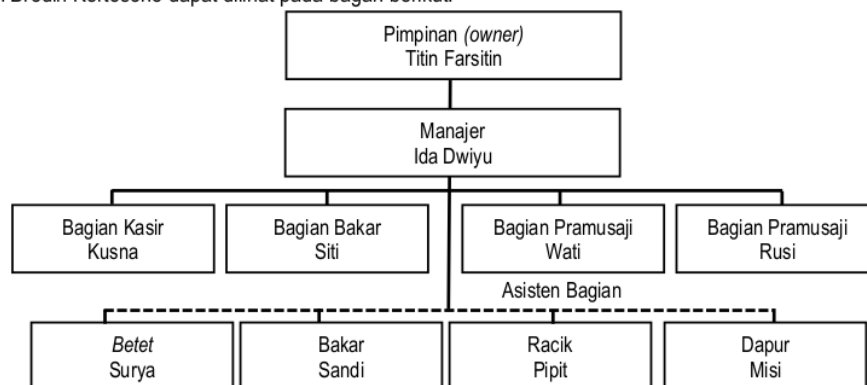 Pimpinan (owner)
Titin Farsitin
Manajer
Ida Dwiyu
Bagian Kasir
Kusna
Bagian Bakar
Siti
Bagian Pramusaji
Wati
Bagian Pramusaji
Rusi
Asisten Bagian
Betet
Surya
Bakar
Sandi
Racik
Pipit
Dapur
Misi